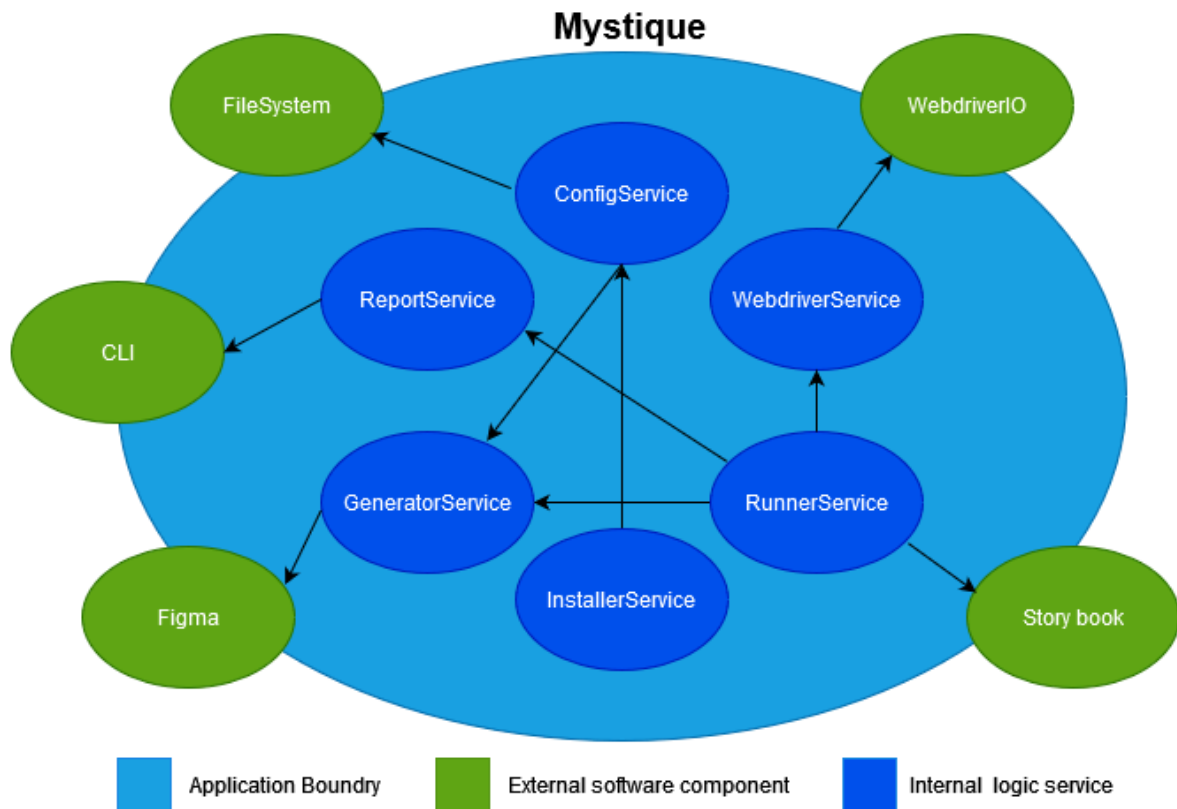 Mystique
FileSystem
WebdriverIO
ConfigService
ReportService
WebdriverService
CLI
GeneratorService
RunnerService
InstallerService
Figma
Story book
Application Boundry
External software component
Internal logic service